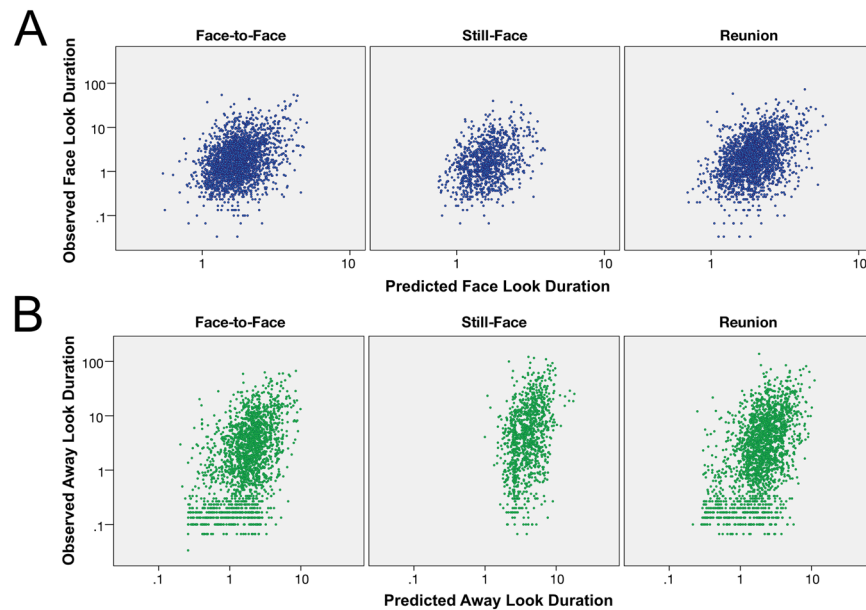 A
Face-to-Face Still-Face Reunion
Observed Face Look Duration
100
10
1
.1
1 10 1 10 1 10
Predicted Face Look Duration
B
Face-to-Face Still-Face Reunion
Observed Away Look Duration
100
10
1
.1
.1 1 10 .1 1 10 .1 1 10
Predicted Away Look Duration